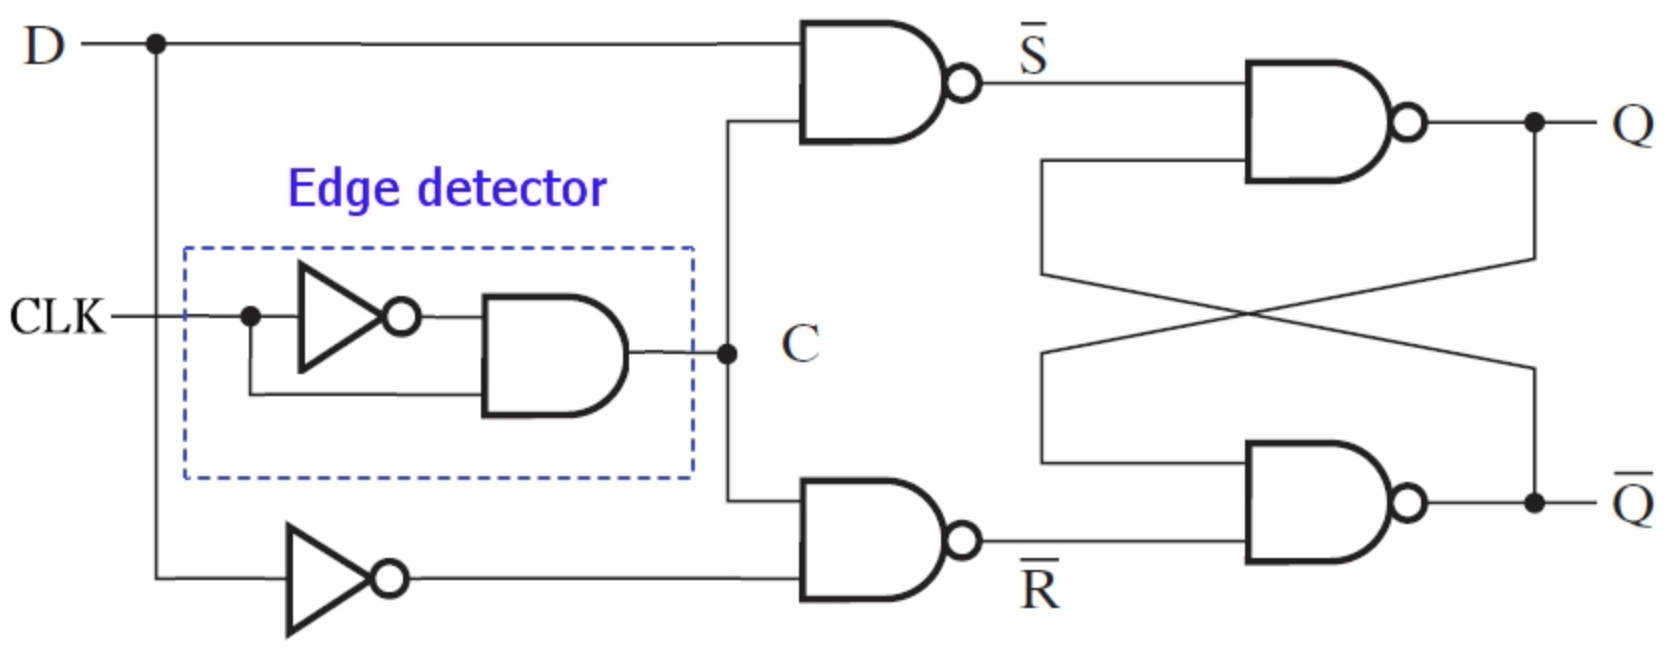 D
S̅
Q
Edge detector
CLK
C
Q̅
R̅